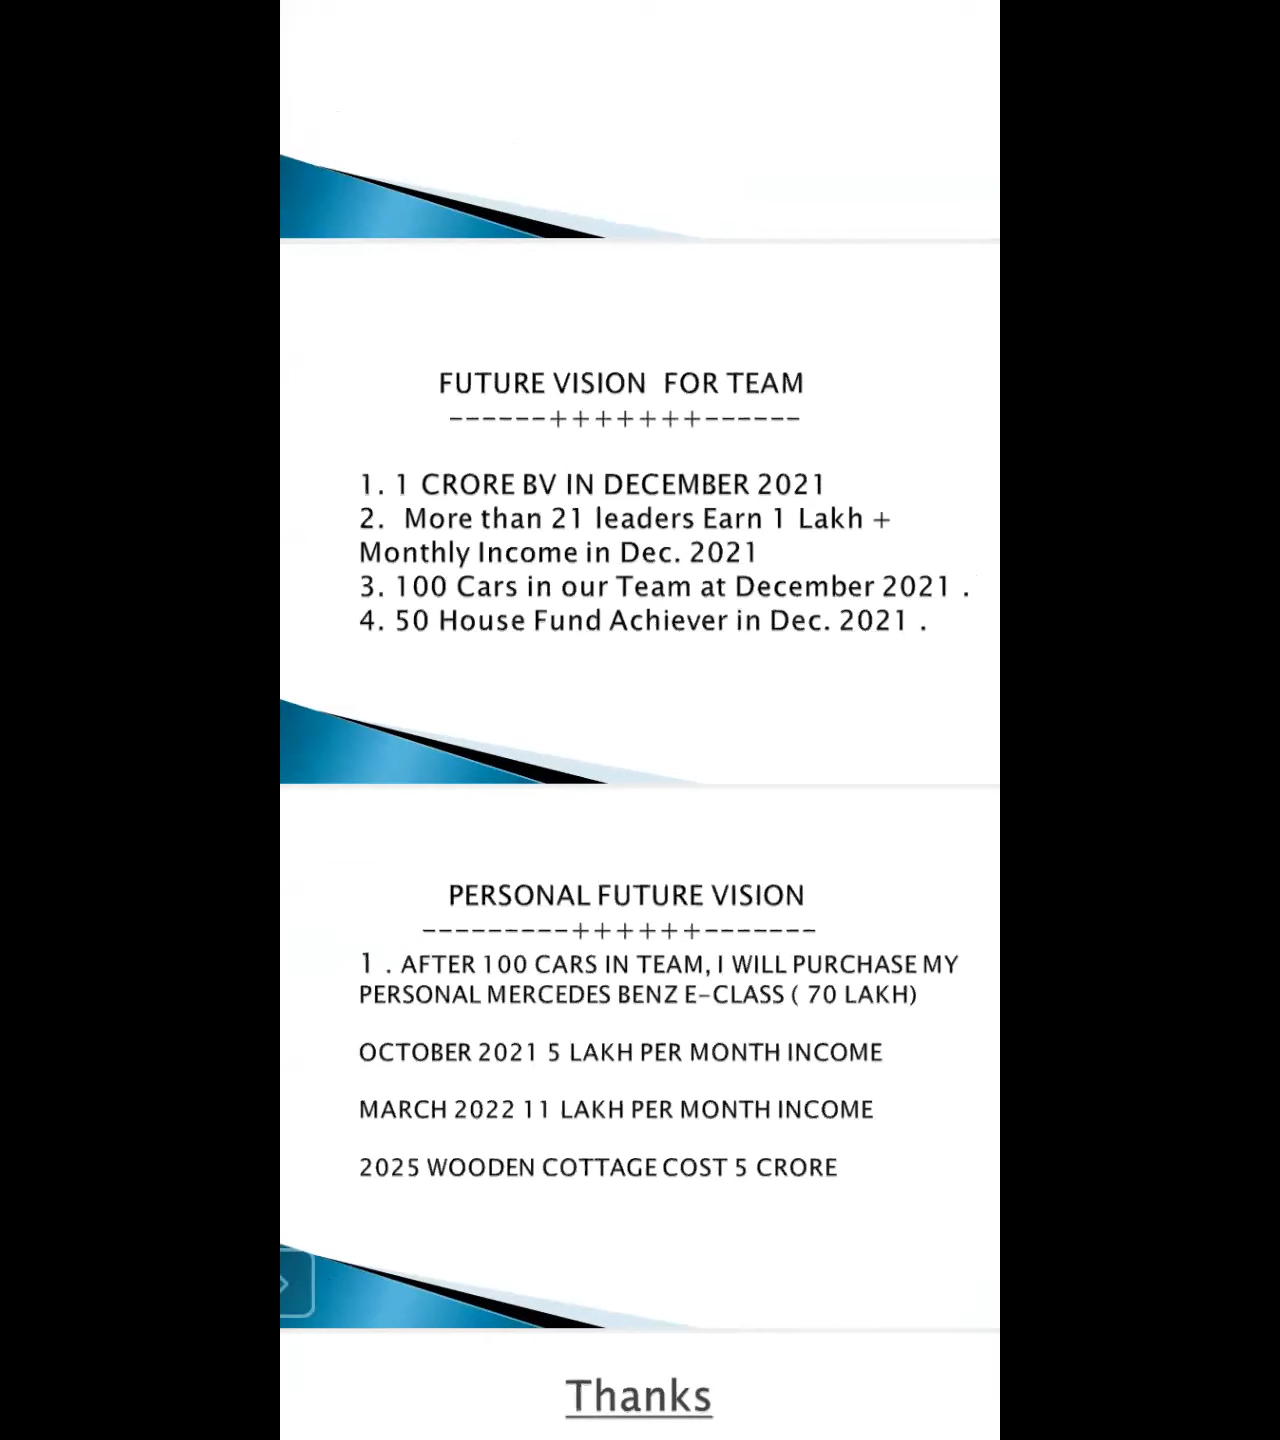 FUTURE VISION FOR TEAM
------+++++++------
1. 1 CRORE BV IN DECEMBER 2021
2. More than 21 leaders Earn 1 Lakh +
Monthly Income in Dec. 2021
3. 100 Cars in our Team at December 2021 .
4. 50 House Fund Achiever in Dec. 2021 .
PERSONAL FUTURE VISION
---------++++++-------
1 . AFTER 100 CARS IN TEAM, I WILL PURCHASE MY
PERSONAL MERCEDES BENZ E-CLASS ( 70 LAKH)
OCTOBER 2021 5 LAKH PER MONTH INCOME
MARCH 2022 11 LAKH PER MONTH INCOME
2025 WOODEN COTTAGE COST 5 CRORE
Thanks